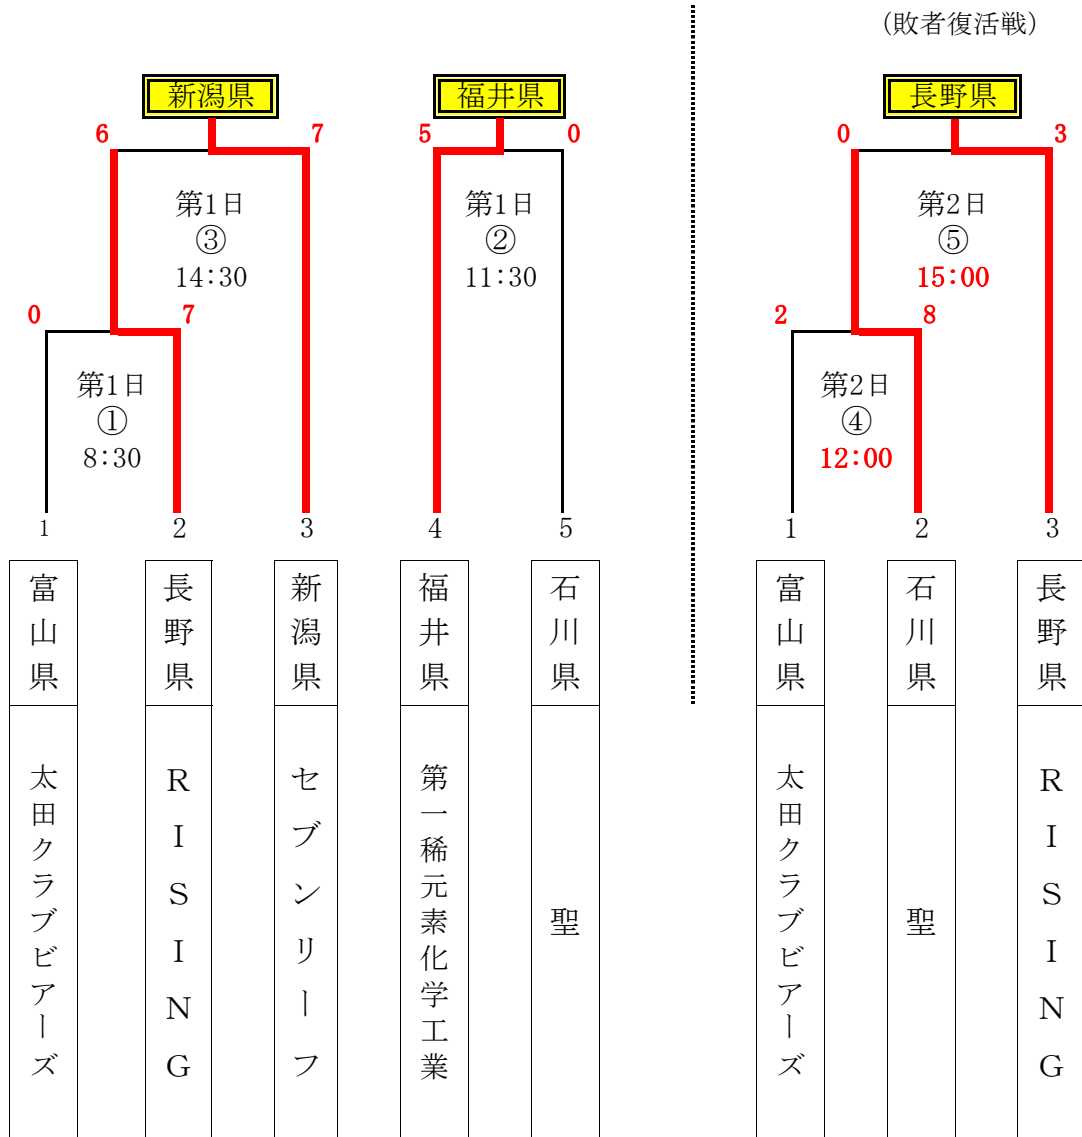 (敗者復活戦)
新潟県
福井県
長野県
6
7
5
0
0
3
第1日
③
14:30
第1日
②
11:30
第2日
⑤
15:00
0
7
2
8
第1日
①
8:30
第2日
④
12:00
1
2
3
4
5
1
2
3
富山県
長野県
新潟県
福井県
石川県
富山県
石川県
長野県
太田クラブビアーズ
RISING
セブンリーフ
第一稀元素化学工業
聖
太田クラブビアーズ
聖
RISING